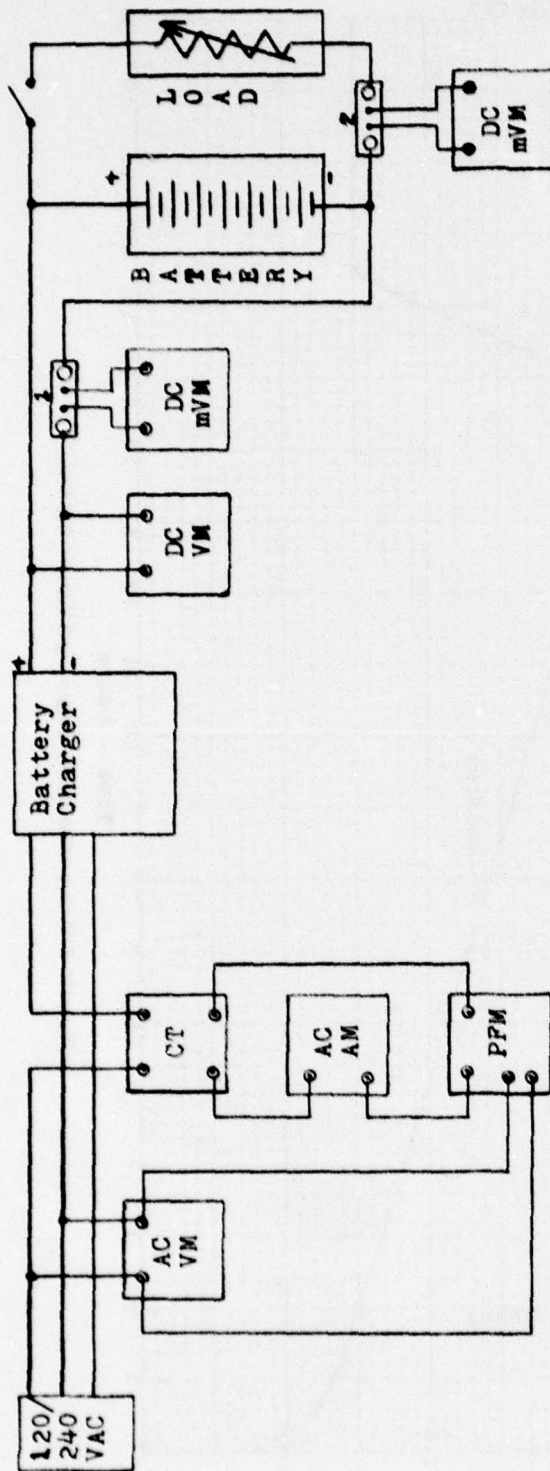 120/
240
VAC
AC
VM
CT
AC
AM
PFM
Battery
Charger
+
-
DC
VM
1
DC
mVM
BATTERY
+
-
LOAD
2
DC
mVM